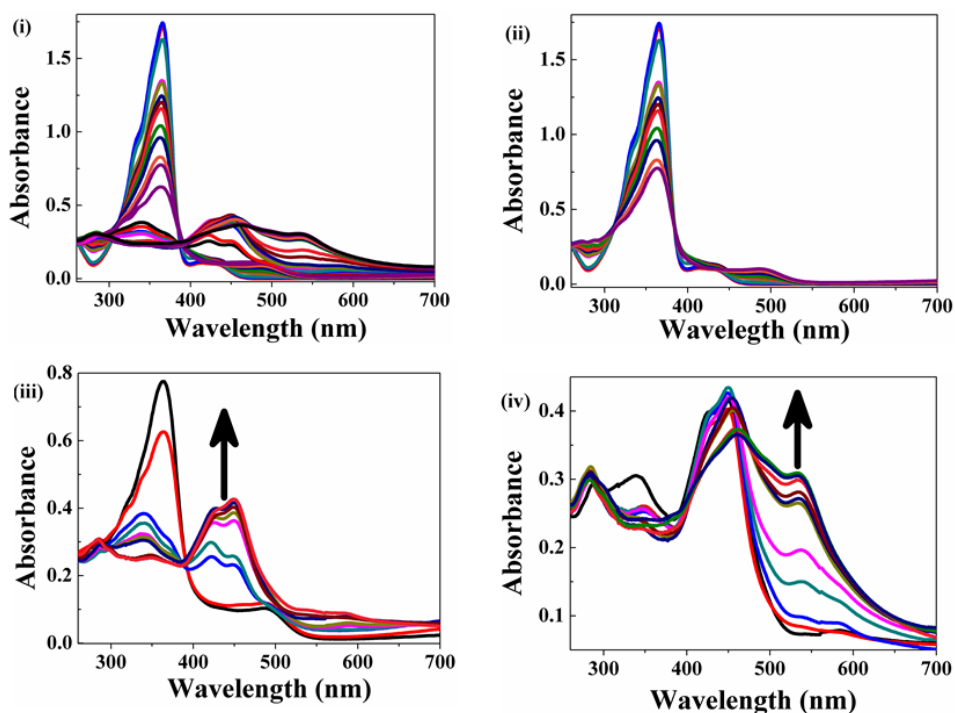 (i)
Absorbance
1.5
1.0
0.5
0.0
300 400 500 600 700
Wavelength (nm)
(ii)
Absorbance
1.5
1.0
0.5
0.0
300 400 500 600 700
Wavelegth (nm)
(iii)
Absorbance
0.8
0.6
0.4
0.2
0.0
300 400 500 600 700
Wavelength (nm)
(iv)
Absorbance
0.4
0.3
0.2
0.1
300 400 500 600 700
Wavelength (nm)